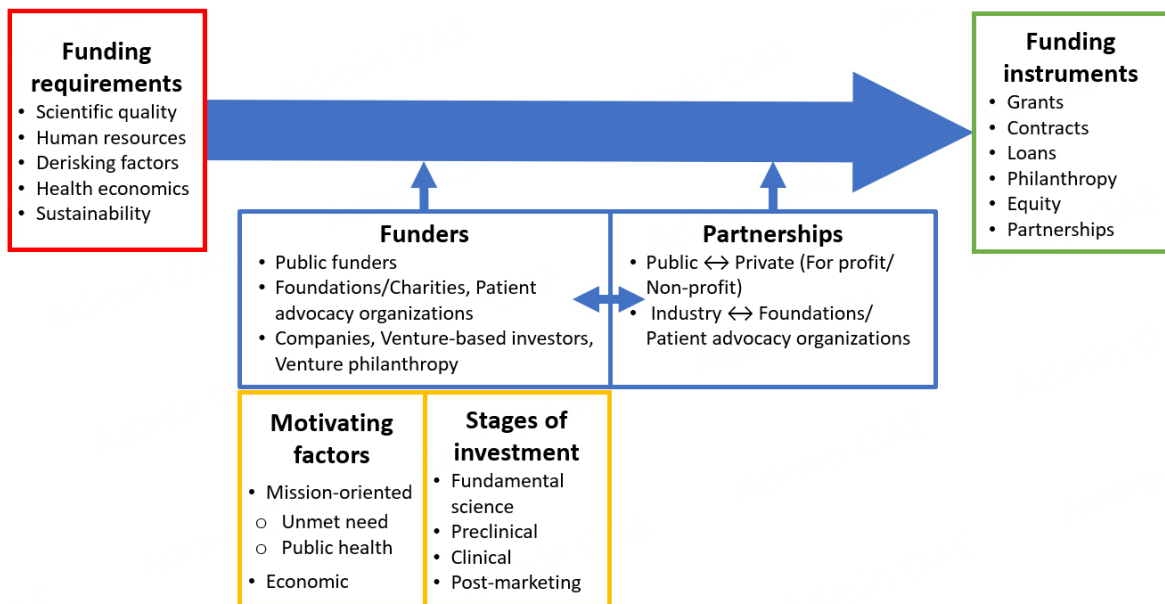 Funding
requirements
• Scientific quality
• Human resources
• Derisking factors
• Health economics
• Sustainability
Funding
instruments
• Grants
• Contracts
• Loans
• Philanthropy
• Equity
• Partnerships
Funders
• Public funders
• Foundations/Charities, Patient
advocacy organizations
• Companies, Venture-based investors,
Venture philanthropy
Partnerships
• Public ↔ Private (For profit/
Non-profit)
• Industry ↔ Foundations/
Patient advocacy organizations
Motivating
factors
• Mission-oriented
o Unmet need
o Public health
• Economic
Stages of
investment
• Fundamental
science
• Preclinical
• Clinical
• Post-marketing